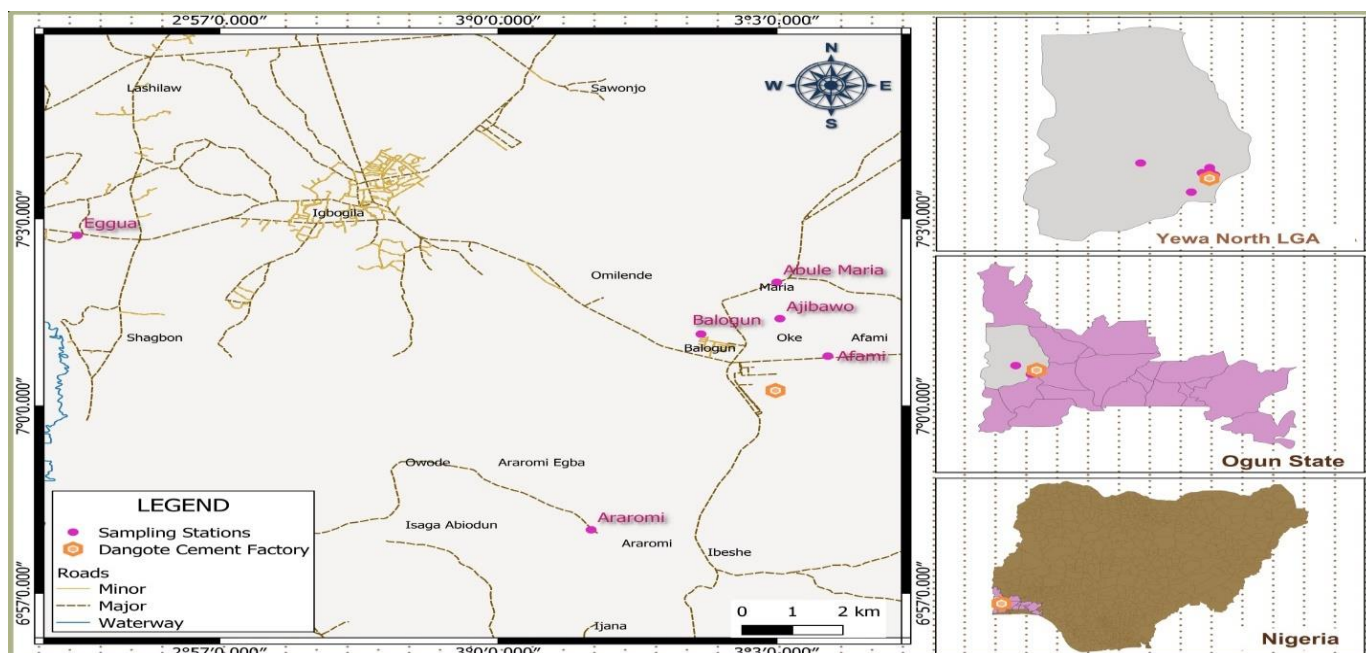 2°57'0.000" 3°0'0.000" 3°3'0.000"
N
W E
S
Lashilaw
Sawonjo
Igbogila
Eggua
7°3'0.000"
7°3'0.000"
Omilende
Abule Maria
Maria
Ajibawo
Balogun
Balogun
Oke
Afami
Afami
Shagbon
7°0'0.000"
7°0'0.000"
Owode
Araromi Egba
Isaga Abiodun
Araromi
Araromi
Ibeshe
Ijana
6°57'0.000"
6°57'0.000"
LEGEND
Sampling Stations
Dangote Cement Factory
Roads
Minor
Major
Waterway
0 1 2 km
2°57'0.000" 3°0'0.000" 3°3'0.000"
Yewa North LGA
Ogun State
Nigeria